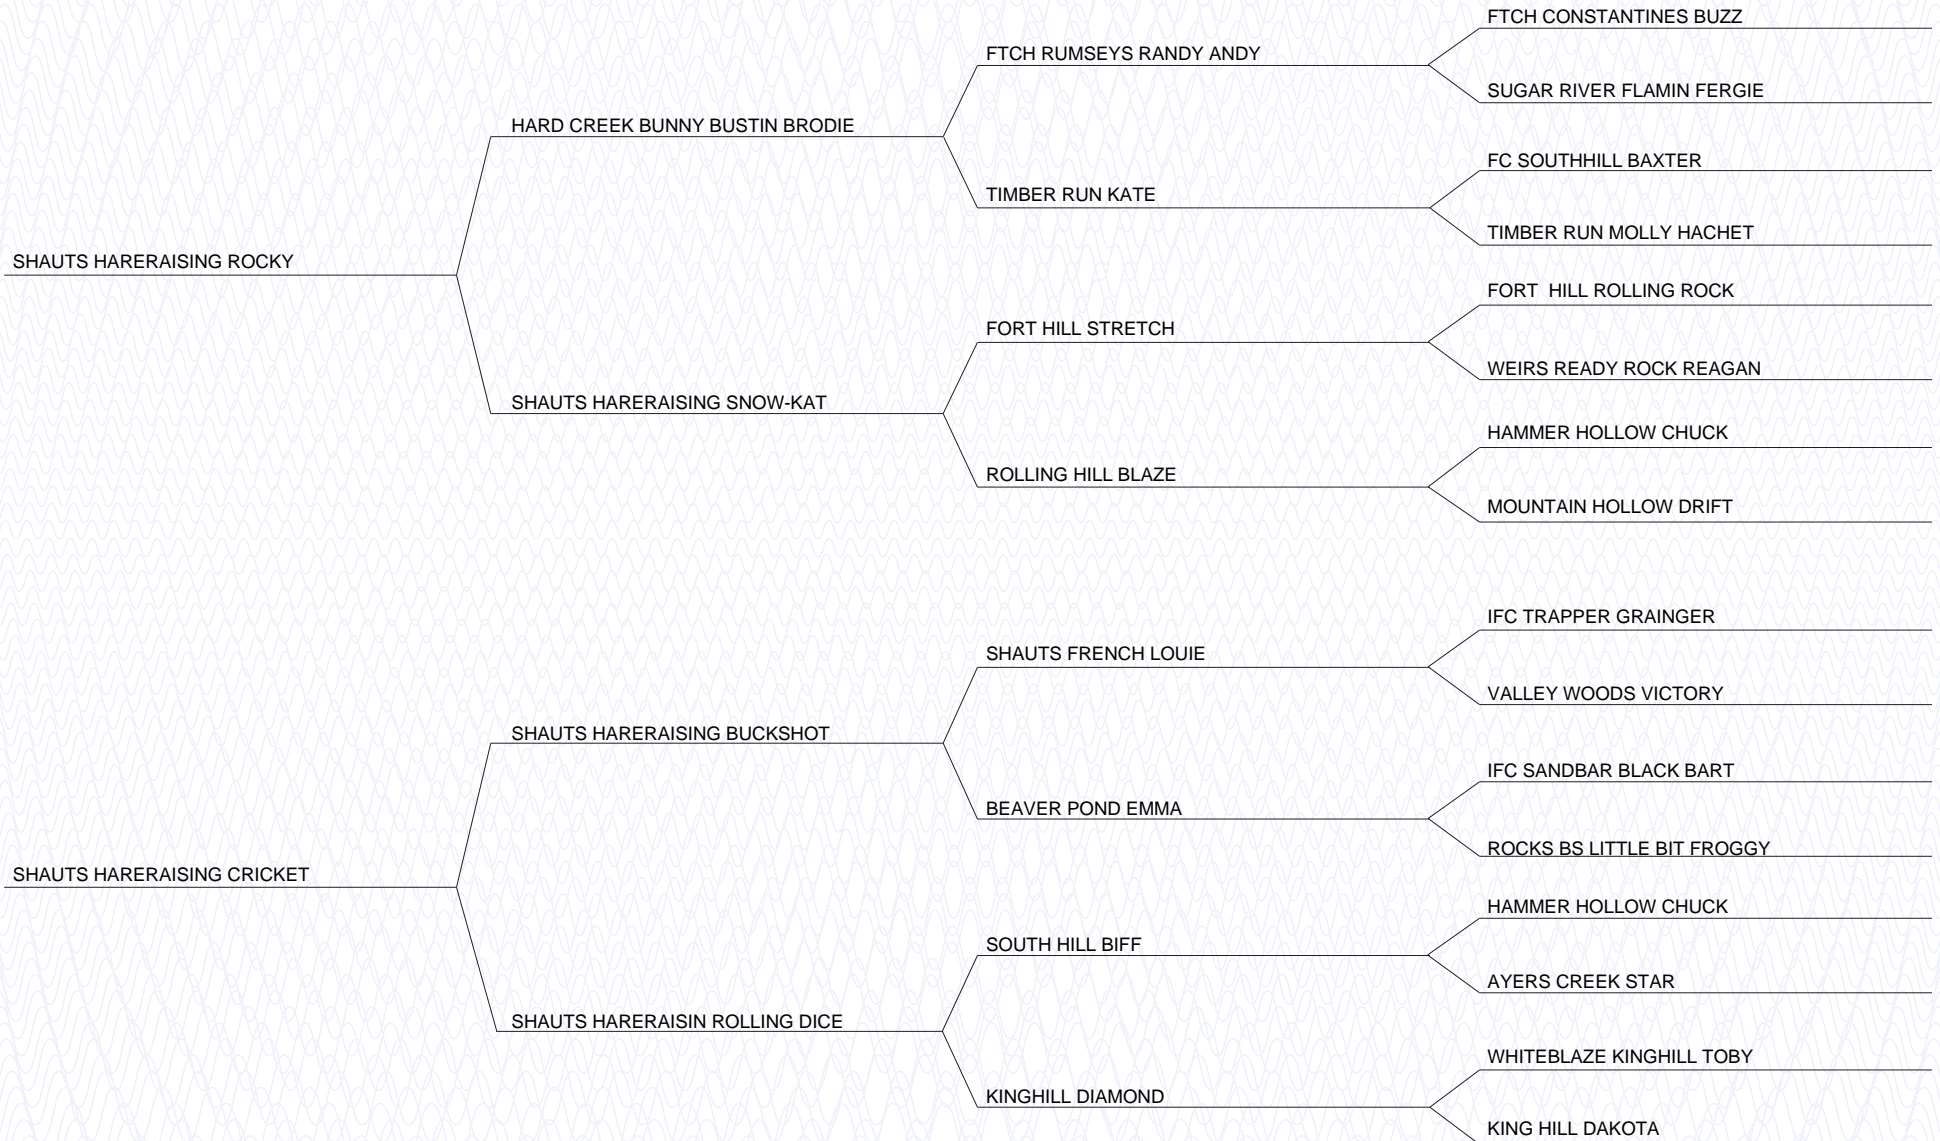 FTCH CONSTANTINES BUZZ
FTCH RUMSEYS RANDY ANDY
SUGAR RIVER FLAMIN FERGIE
HARD CREEK BUNNY BUSTIN BRODIE
FC SOUTHHILL BAXTER
TIMBER RUN KATE
TIMBER RUN MOLLY HACHET
SHAUTS HARERAISING ROCKY
FORT  HILL ROLLING ROCK
FORT HILL STRETCH
WEIRS READY ROCK REAGAN
SHAUTS HARERAISING SNOW-KAT
HAMMER HOLLOW CHUCK
ROLLING HILL BLAZE
MOUNTAIN HOLLOW DRIFT
IFC TRAPPER GRAINGER
SHAUTS FRENCH LOUIE
VALLEY WOODS VICTORY
SHAUTS HARERAISING BUCKSHOT
IFC SANDBAR BLACK BART
BEAVER POND EMMA
ROCKS BS LITTLE BIT FROGGY
SHAUTS HARERAISING CRICKET
HAMMER HOLLOW CHUCK
SOUTH HILL BIFF
AYERS CREEK STAR
SHAUTS HARERAISIN ROLLING DICE
WHITEBLAZE KINGHILL TOBY
KINGHILL DIAMOND
KING HILL DAKOTA